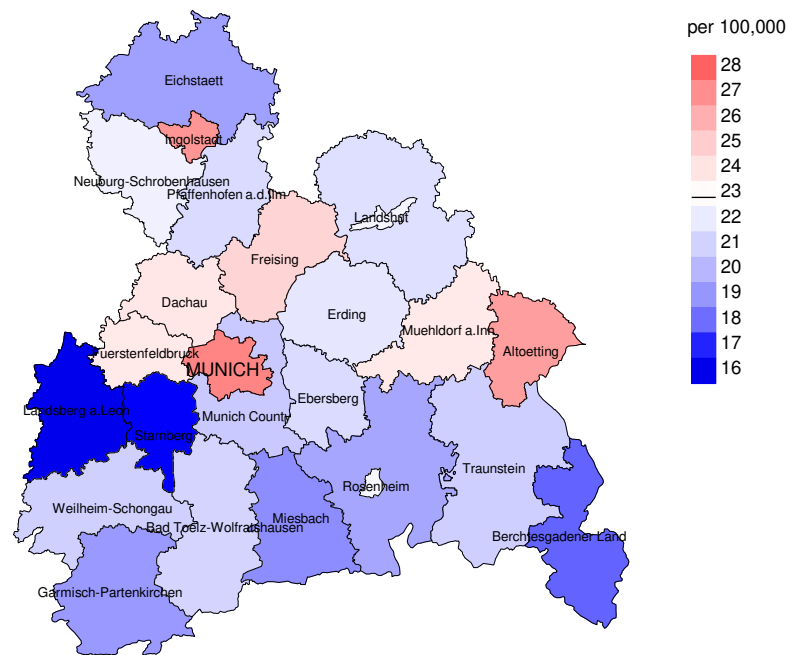 per 100,000
28
27
26
25
24
23
22
21
20
19
18
17
16
Eichstaett
Ingolstadt
Neuburg-Schrobenhausen
Pfaffenhofen a.d.Ilm
Landshut
Freising
Dachau
Erding
Muehldorf a.Inn
Altoetting
Fuerstenfeldbruck
MUNICH
Ebersberg
Landsberg a.Lech
Munich County
Starnberg
Traunstein
Rosenheim
Weilheim-Schongau
Miesbach
Bad Toelz-Wolfratshausen
Berchtesgadener Land
Garmisch-Partenkirchen